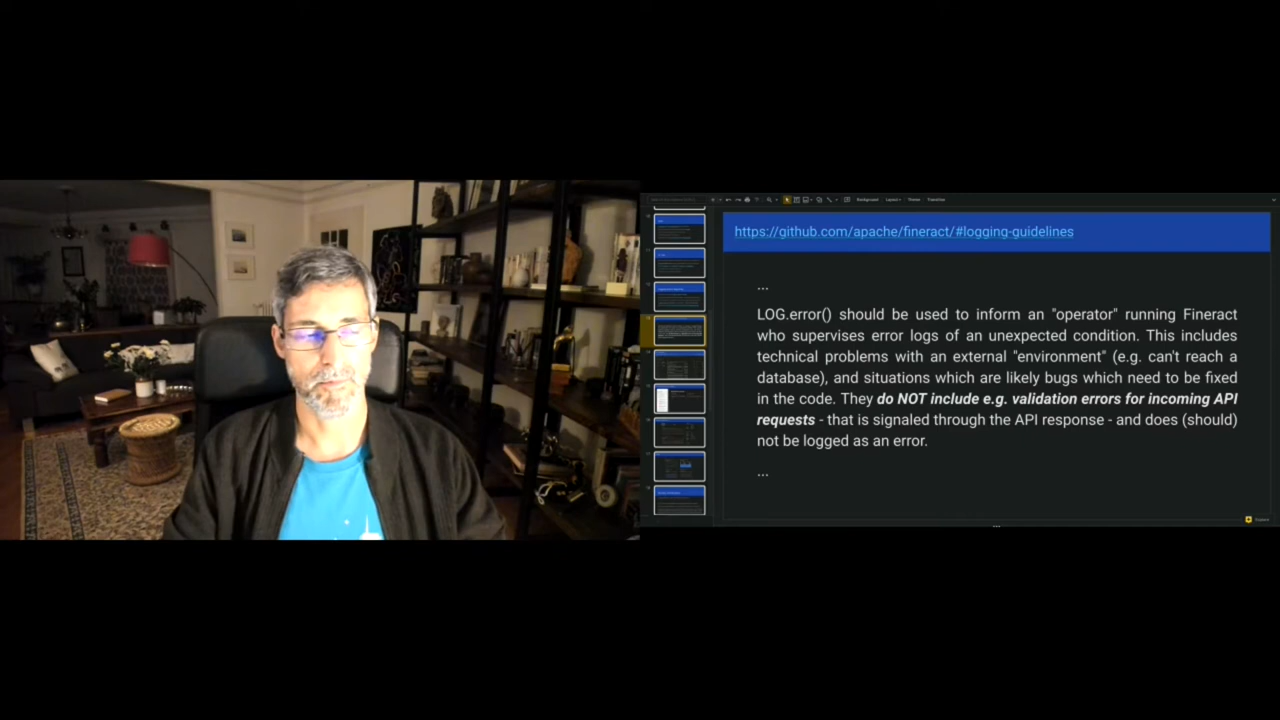 Background
Layout
Theme
Transition
https://github.com/apache/fineract/#logging-guidelines
...
LOG.error() should be used to inform an "operator" running Fineract
who supervises error logs of an unexpected condition. This includes
technical problems with an external "environment" (e.g. can't reach a
database), and situations which are likely bugs which need to be fixed
in the code. They do NOT include e.g. validation errors for incoming API
requests - that is signaled through the API response - and does (should)
not be logged as an error.
...